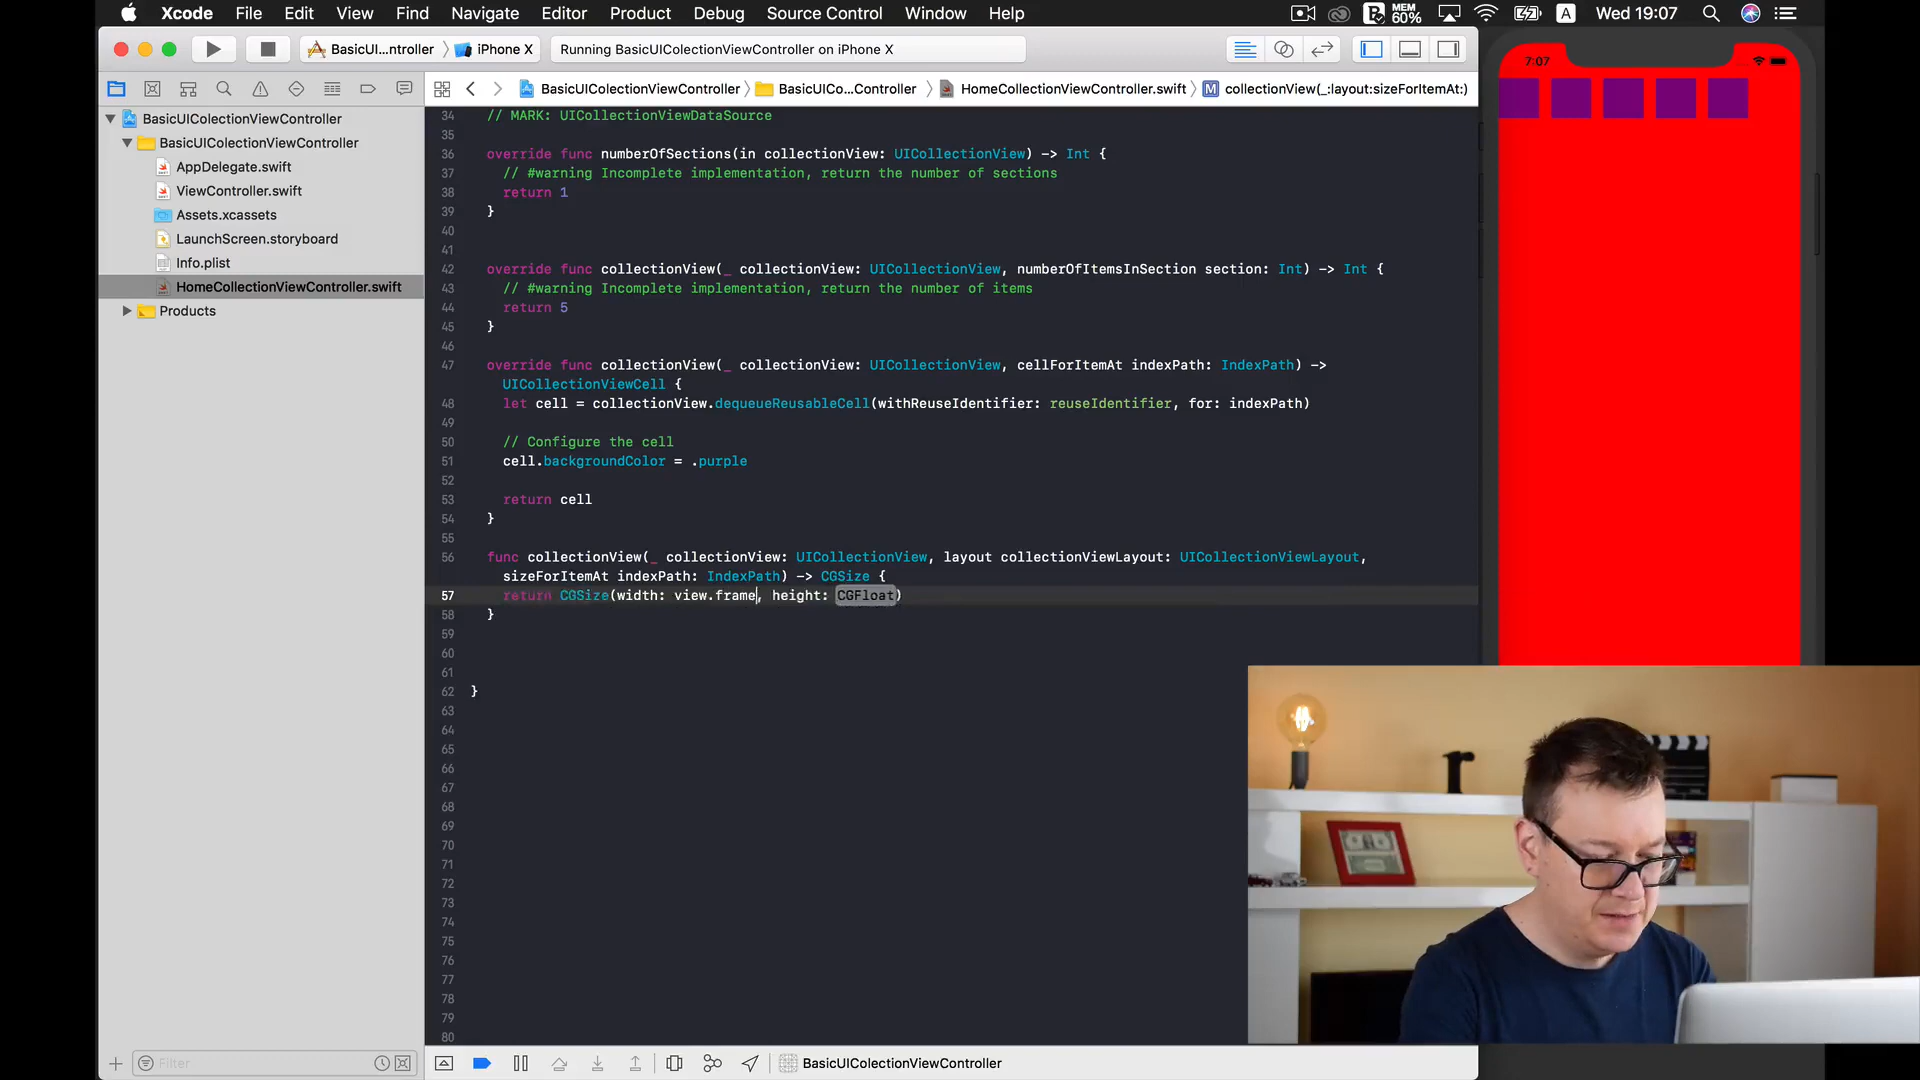 Xcode File Edit View Find Navigate Editor Product Debug Source Control Window Help MEM 60% A Wed 19:07
BasicUI...ntroller iPhone X Running BasicUIColectionViewController on iPhone X
7:07
BasicUIColectionViewController BasicUICo...Controller HomeCollectionViewController.swift M collectionView(_:layout:sizeForItemAt:)
BasicUIColectionViewController
BasicUIColectionViewController
AppDelegate.swift
ViewController.swift
Assets.xcassets
LaunchScreen.storyboard
Info.plist
HomeCollectionViewController.swift
Products
34 // MARK: UICollectionViewDataSource
35
36 override func numberOfSections(in collectionView: UICollectionView) -> Int {
37 // #warning Incomplete implementation, return the number of sections
38 return 1
39 }
40
41
42 override func collectionView(_ collectionView: UICollectionView, numberOfItemsInSection section: Int) -> Int {
43 // #warning Incomplete implementation, return the number of items
44 return 5
45 }
46
47 override func collectionView(_ collectionView: UICollectionView, cellForItemAt indexPath: IndexPath) ->
UICollectionViewCell {
48 let cell = collectionView.dequeueReusableCell(withReuseIdentifier: reuseIdentifier, for: indexPath)
49
50 // Configure the cell
51 cell.backgroundColor = .purple
52
53 return cell
54 }
55
56 func collectionView(_ collectionView: UICollectionView, layout collectionViewLayout: UICollectionViewLayout,
sizeForItemAt indexPath: IndexPath) -> CGSize {
57 return CGSize(width: view.frame, height: CGFloat)
58 }
59
60
61
62 }
63
64
65
66
67
68
69
70
71
72
73
74
75
76
77
78
79
80
Filter
BasicUIColectionViewController